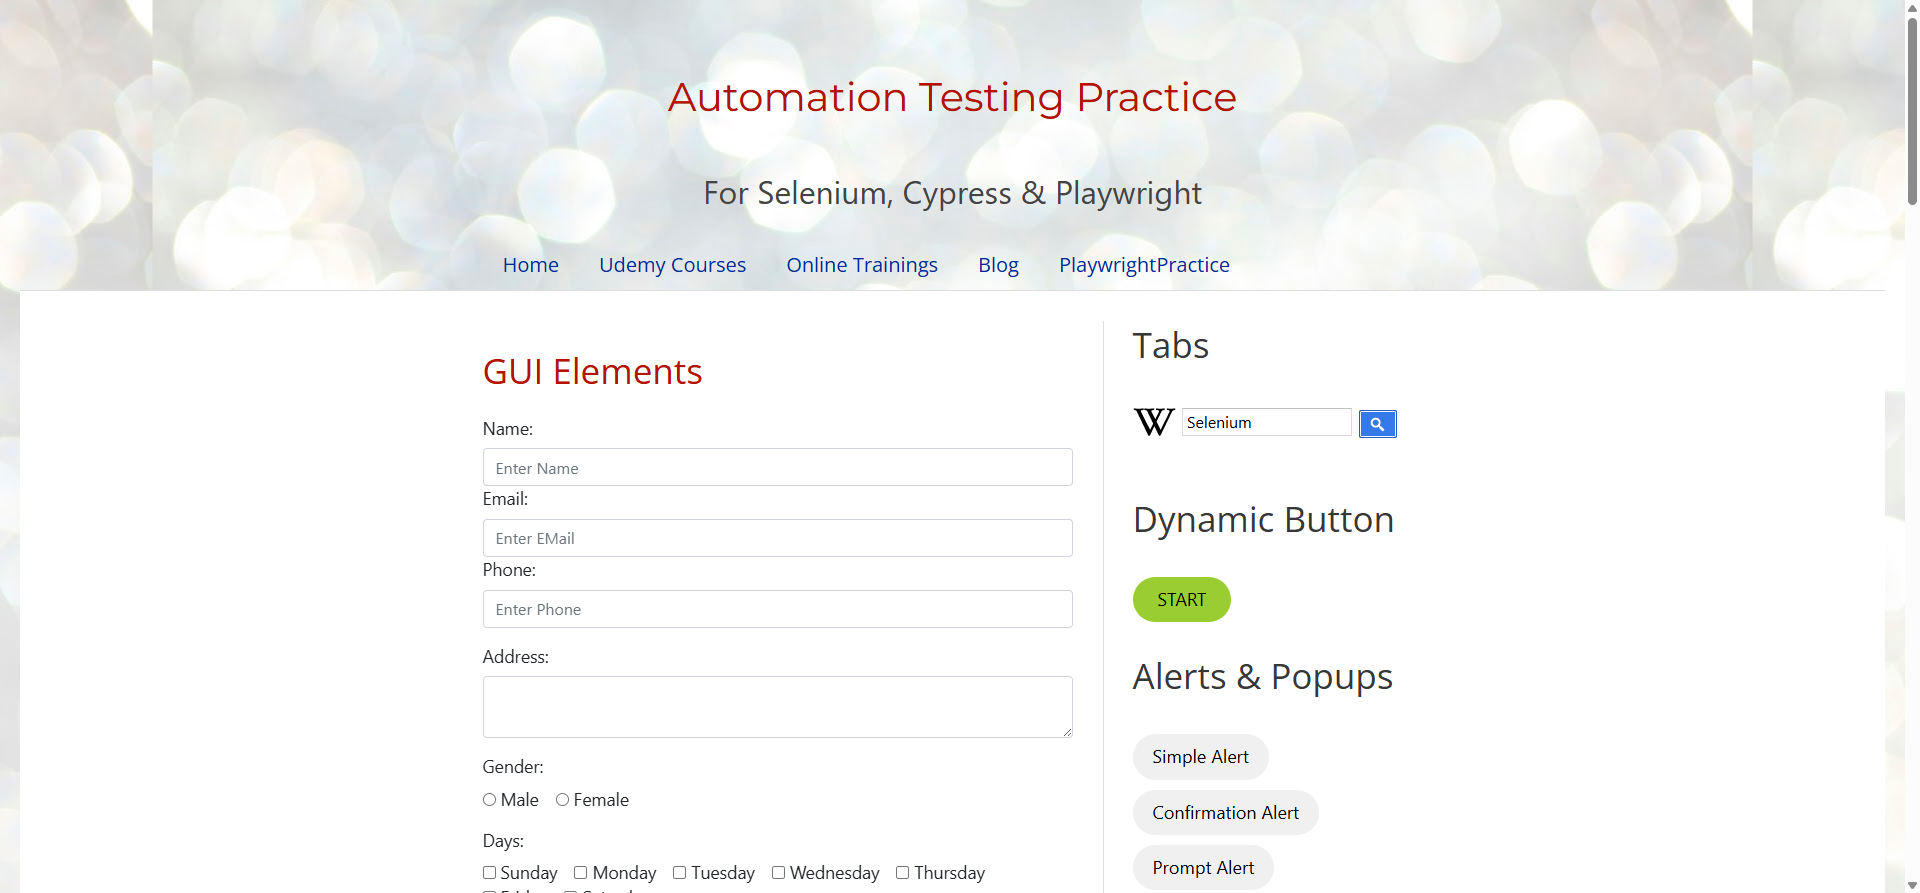 Automation Testing Practice
For Selenium, Cypress & Playwright
Home Udemy Courses Online Trainings Blog PlaywrightPractice
GUI Elements
Name:
Enter Name
Email:
Enter EMail
Phone:
Enter Phone
Address:
Gender:
Male Female
Days:
Sunday Monday Tuesday Wednesday Thursday
Tabs
W Selenium
Dynamic Button
START
Alerts & Popups
Simple Alert
Confirmation Alert
Prompt Alert